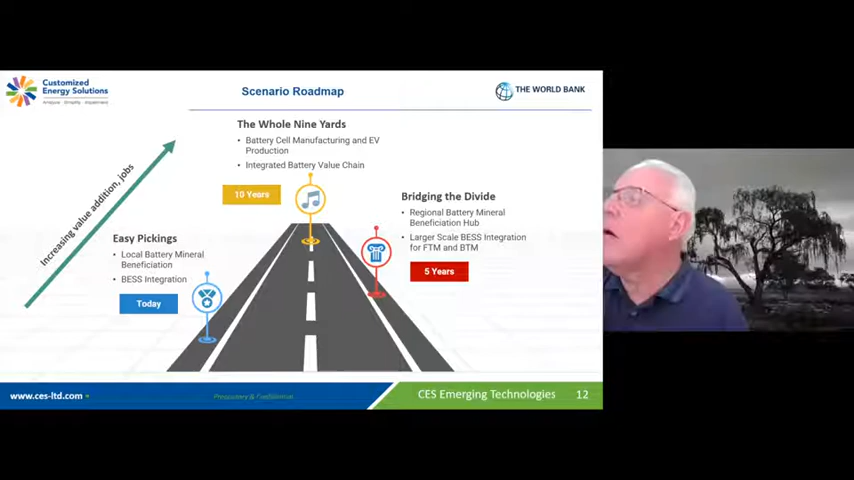 Customized
Energy Solutions
Analyze · Simplify · Implement
Scenario Roadmap
THE WORLD BANK
The Whole Nine Yards
• Battery Cell Manufacturing and EV
Production
• Integrated Battery Value Chain
10 Years
Bridging the Divide
• Regional Battery Mineral
Beneficiation Hub
• Larger Scale BESS Integration
for FTM and BTM
5 Years
Increasing value addition, jobs
Easy Pickings
• Local Battery Mineral
Beneficiation
• BESS Integration
Today
www.ces-ltd.com
Proprietary & Confidential
CES Emerging Technologies
12